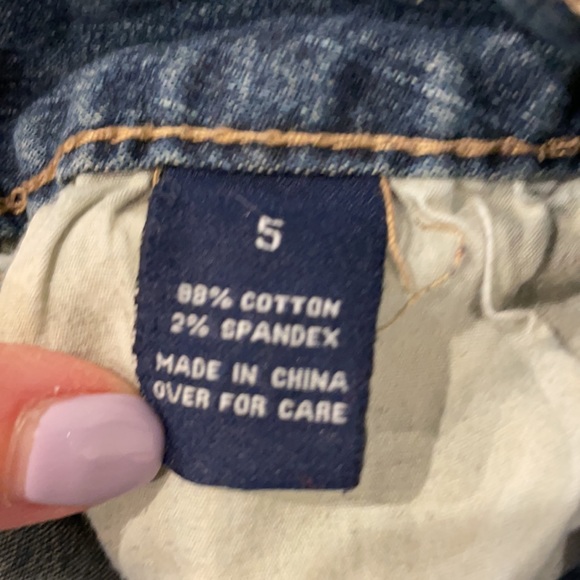 5
98% COTTON
2% SPANDEX
MADE IN CHINA
OVER FOR CARE